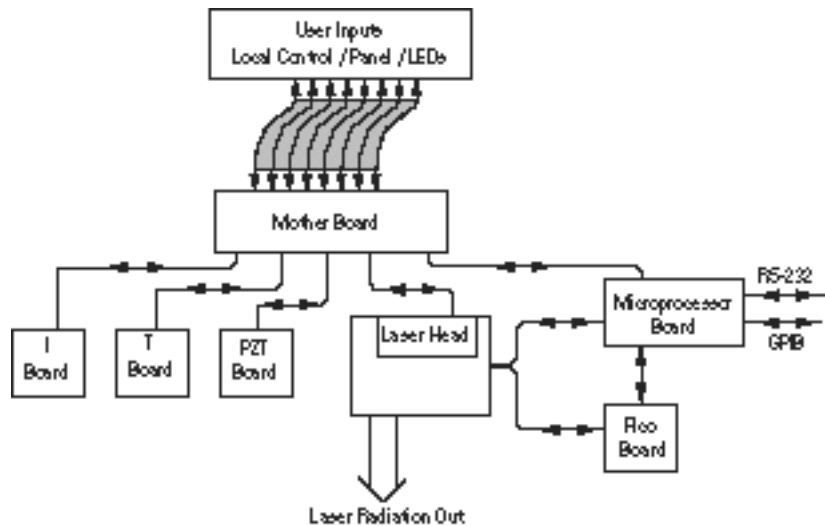 User Inputs
Local Control / Panel / LEDs
Mother Board
RS-232
Microprocessor
Board
GPIB
I
Board
T
Board
PZT
Board
Laser Head
Pico
Board
Laser Radiation Out